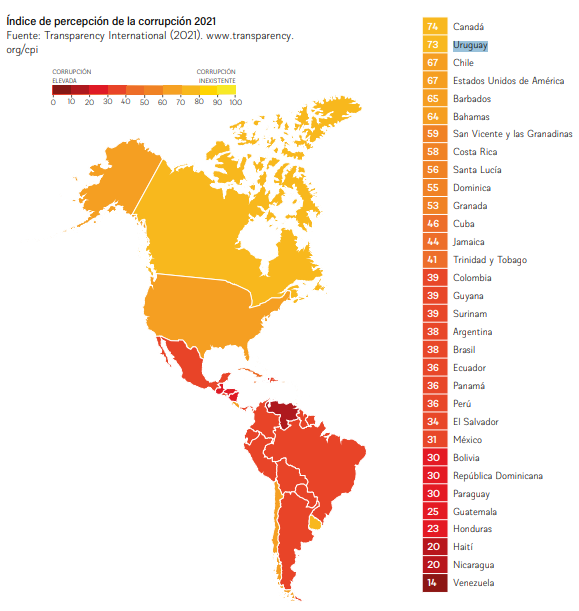 Índice de percepción de la corrupción 2021
Fuente: Transparency International (2021). www.transparency.
org/cpi
CORRUPCIÓN
ELEVADA
CORRUPCIÓN
INEXISTENTE
0 10 20 30 40 50 60 70 80 90 100
74 Canadá
73 Uruguay
67 Chile
67 Estados Unidos de América
65 Barbados
64 Bahamas
59 San Vicente y las Granadinas
58 Costa Rica
56 Santa Lucía
55 Dominica
53 Granada
46 Cuba
44 Jamaica
41 Trinidad y Tobago
39 Colombia
39 Guyana
39 Surinam
38 Argentina
38 Brasil
36 Ecuador
36 Panamá
36 Perú
34 El Salvador
31 México
30 Bolivia
30 República Dominicana
30 Paraguay
25 Guatemala
23 Honduras
20 Haití
20 Nicaragua
14 Venezuela